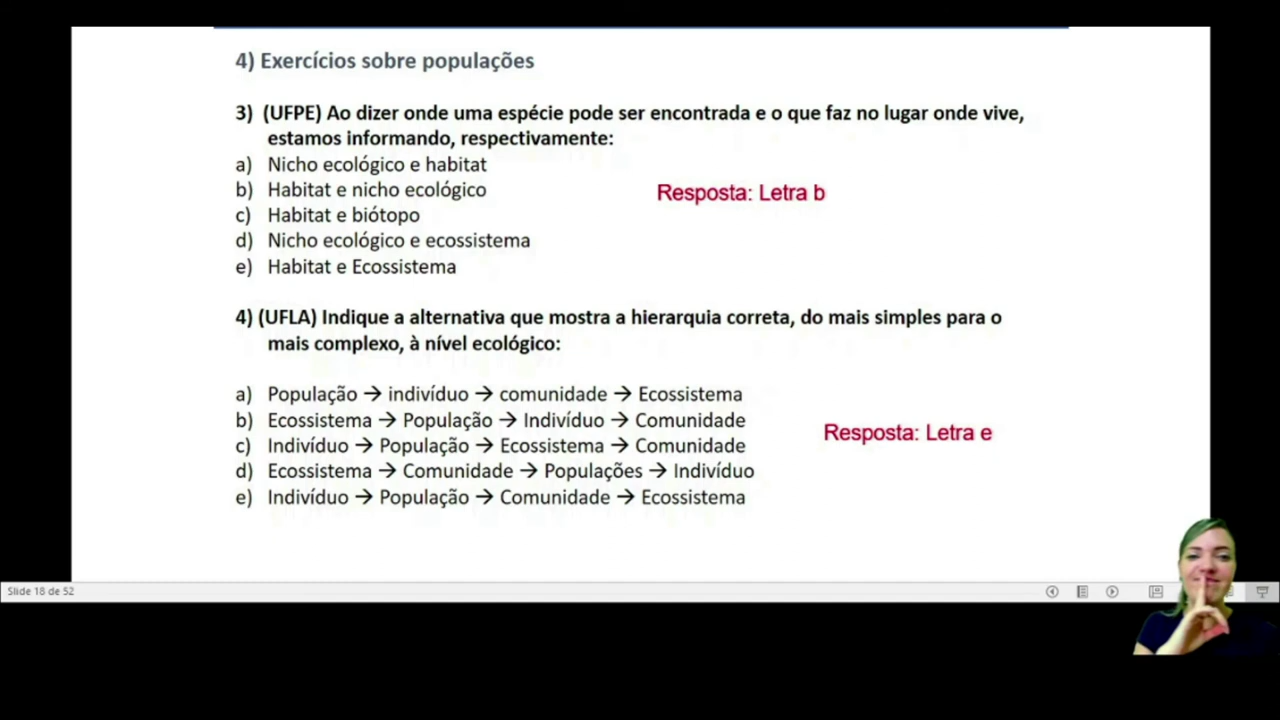 4) Exercícios sobre populações
3) (UFPE) Ao dizer onde uma espécie pode ser encontrada e o que faz no lugar onde vive,
estamos informando, respectivamente:
a) Nicho ecológico e habitat
b) Habitat e nicho ecológico
Resposta: Letra b
c) Habitat e biótopo
d) Nicho ecológico e ecossistema
e) Habitat e Ecossistema
4) (UFLA) Indique a alternativa que mostra a hierarquia correta, do mais simples para o
mais complexo, à nível ecológico:
a) População → indivíduo → comunidade → Ecossistema
b) Ecossistema → População → Indivíduo → Comunidade
Resposta: Letra e
c) Indivíduo → População → Ecossistema → Comunidade
d) Ecossistema → Comunidade → Populações → Indivíduo
e) Indivíduo → População → Comunidade → Ecossistema
Slide 18 de 52